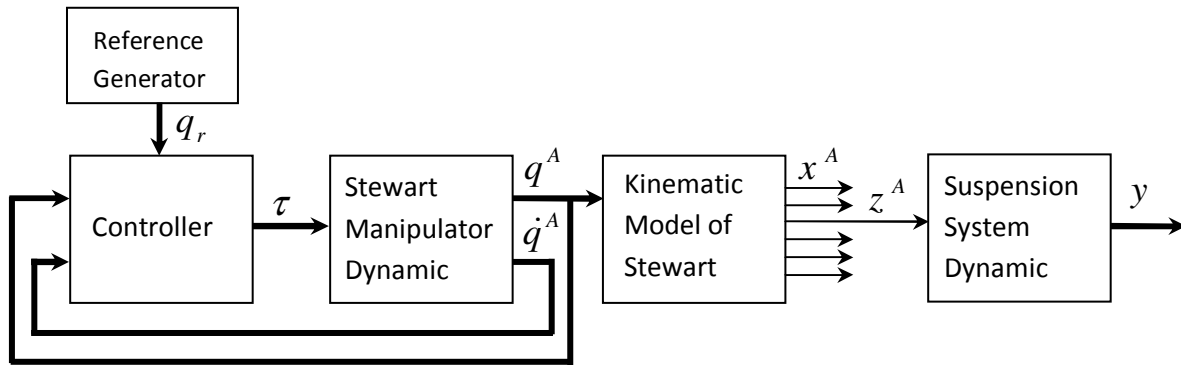 Reference
Generator
q_r
Controller
τ
Stewart
Manipulator
Dynamic
q^A
q̇^A
Kinematic
Model of
Stewart
x^A
z^A
Suspension
System
Dynamic
y